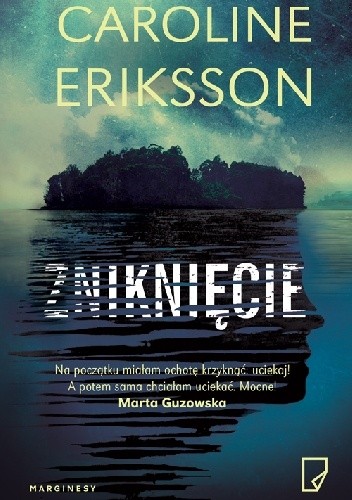 CAROLINE
ERIKSSON
ZNIKNIĘCIE
Na początku miałam ochotę krzyknąć: uciekaj!
A potem sama chciałam uciekać. Mocne!
Marta Guzowska
MARGINESY